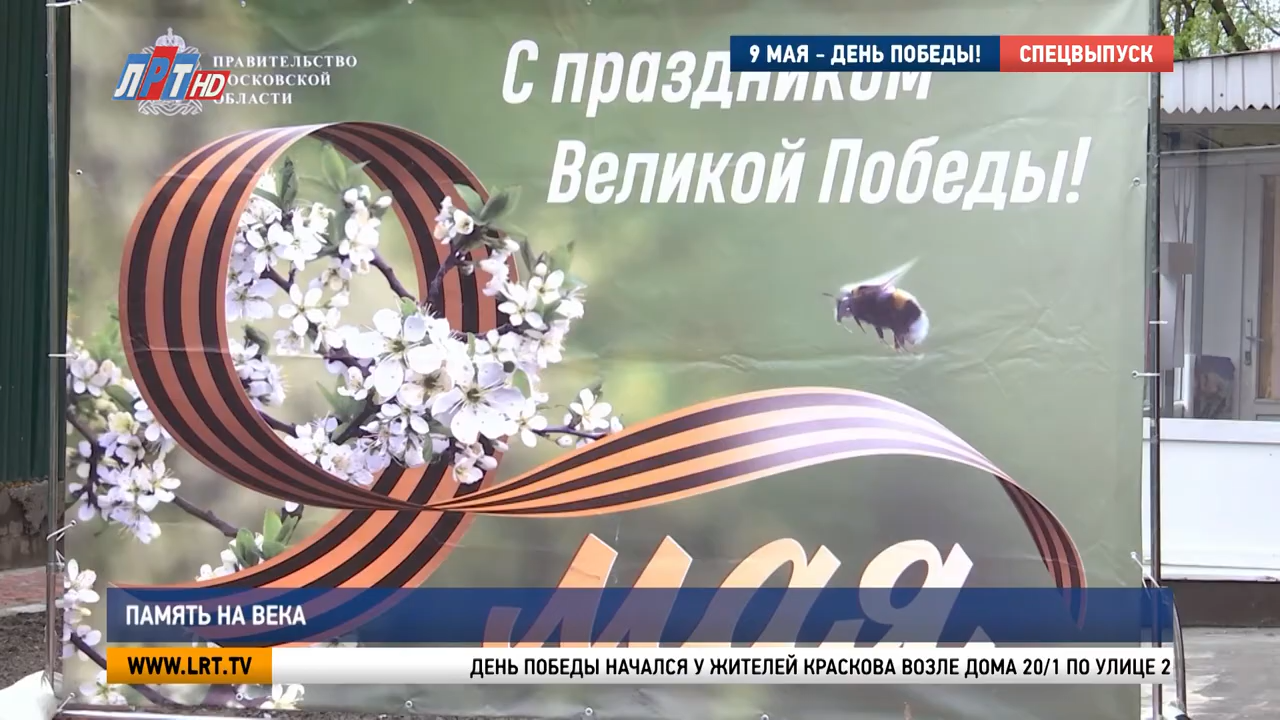 ПРАВИТЕЛЬСТВО
МОСКОВСКОЙ
ОБЛАСТИ
ЛРТ HD
9 МАЯ - ДЕНЬ ПОБЕДЫ!
СПЕЦВЫПУСК
С праздником
Великой Победы!
мая
ПАМЯТЬ НА ВЕКА
WWW.LRT.TV
ДЕНЬ ПОБЕДЫ НАЧАЛСЯ У ЖИТЕЛЕЙ КРАСКОВА ВОЗЛЕ ДОМА 20/1 ПО УЛИЦЕ 2